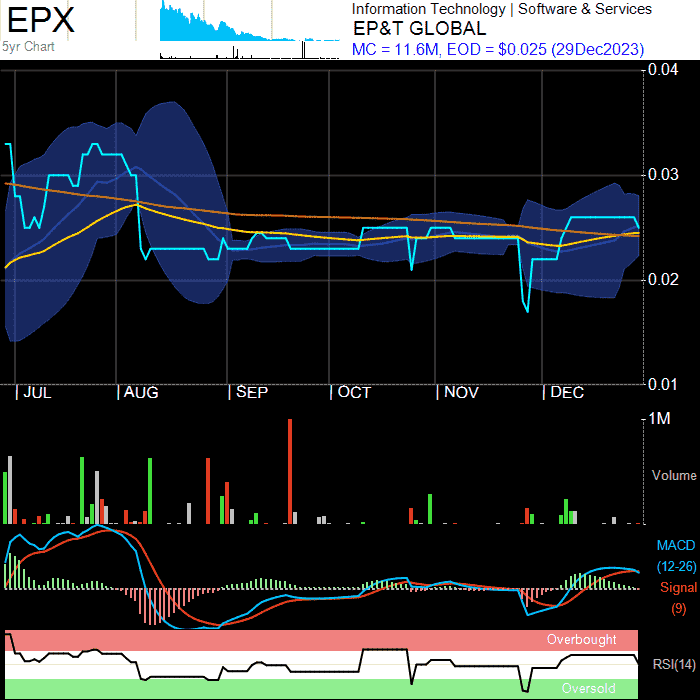 EPX
5yr Chart
Information Technology | Software & Services
EP&T GLOBAL
MC = 11.6M, EOD = $0.025 (29Dec2023)
0.04
0.03
0.02
0.01
JUL
AUG
SEP
OCT
NOV
DEC
1M
Volume
MACD
(12-26)
Signal
(9)
Overbought
RSI(14)
Oversold